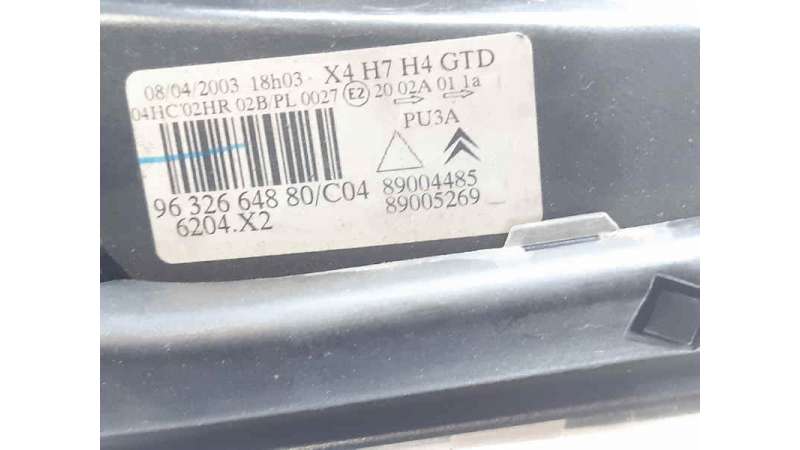 08/04/2003 18h03 · X4 H7 H4 GTD
04HC'02HR 02B/PL 0027 E2 20 02A 01 1a
PU3A
96 326 648 80/C04
89004485
6204.X2
89005269